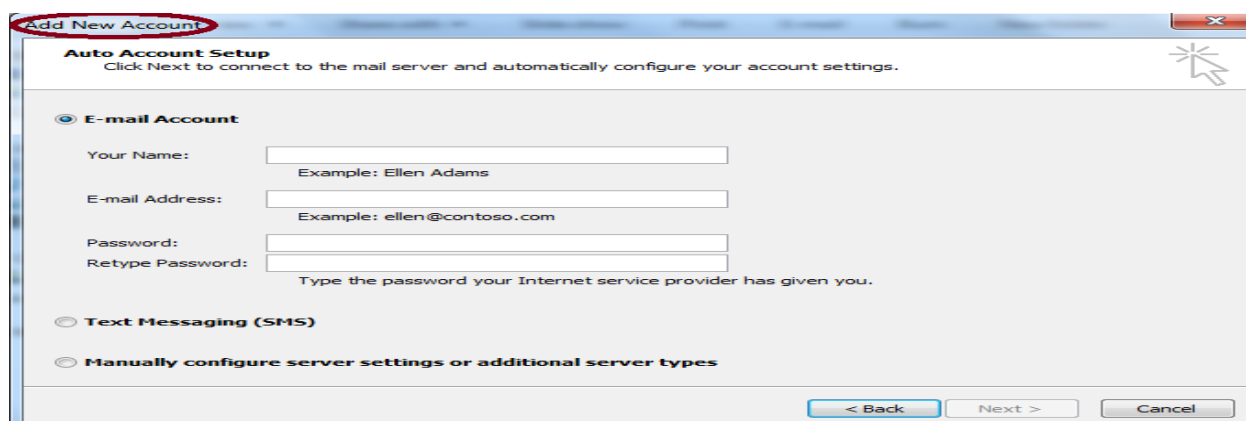 Add New Account
Auto Account Setup
Click Next to connect to the mail server and automatically configure your account settings.
E-mail Account
Your Name:
Example: Ellen Adams
E-mail Address:
Example: ellen@contoso.com
Password:
Retype Password:
Type the password your Internet service provider has given you.
Text Messaging (SMS)
Manually configure server settings or additional server types
< Back Next > Cancel